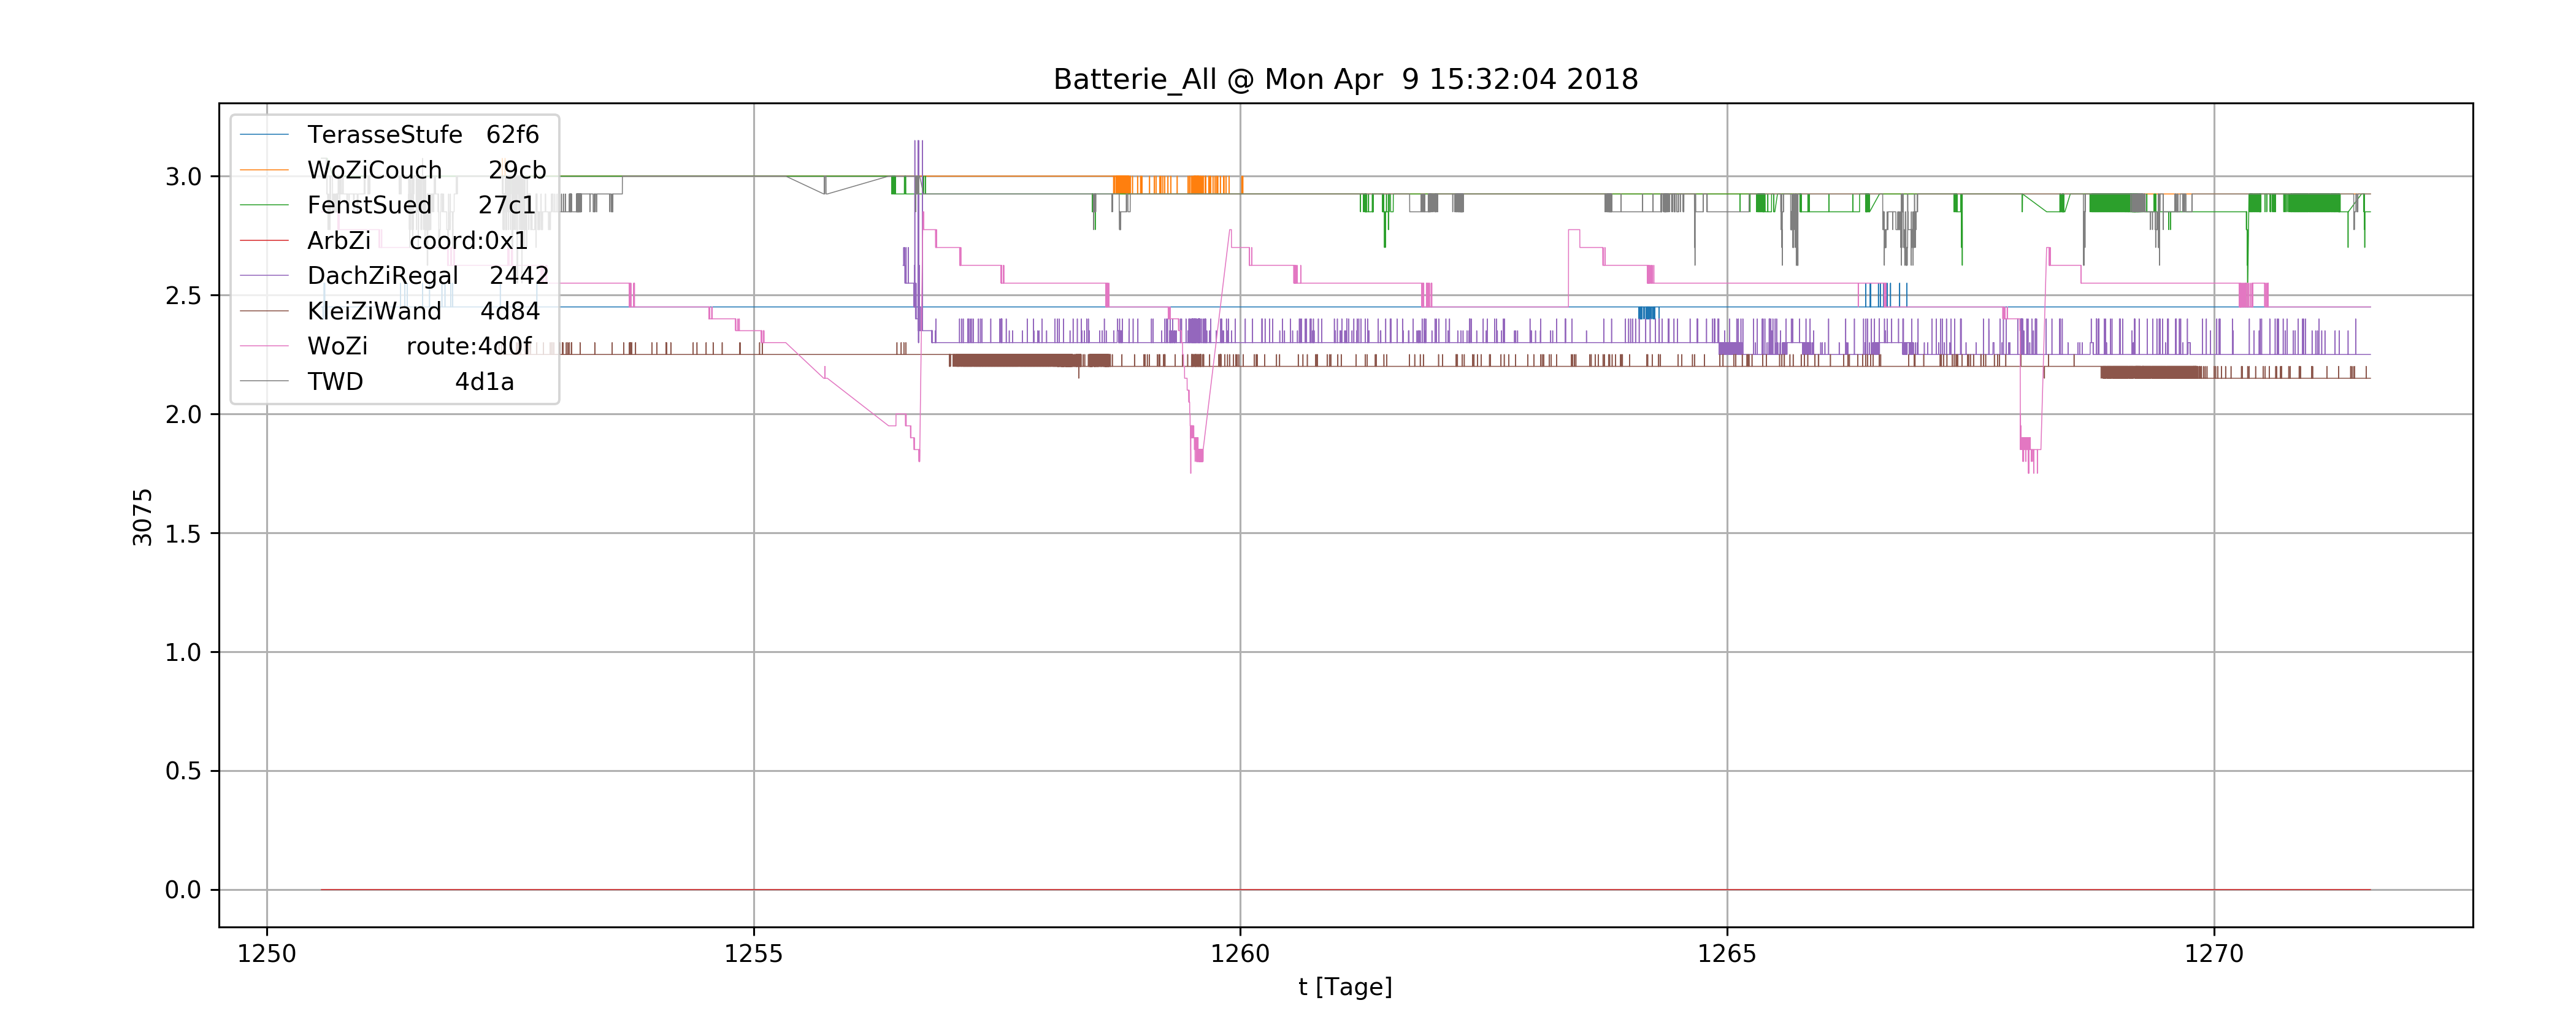 Batterie_All @ Mon Apr  9 15:32:04 2018
TerasseStufe   62f6
WoZiCouch      29cb
FenstSued      27c1
ArbZi     coord:0x1
DachZiRegal    2442
KleiZiWand     4d84
WoZi     route:4d0f
TWD            4d1a
3.0
2.5
2.0
1.5
1.0
0.5
0.0
3075
1250 1255 1260 1265 1270
t [Tage]